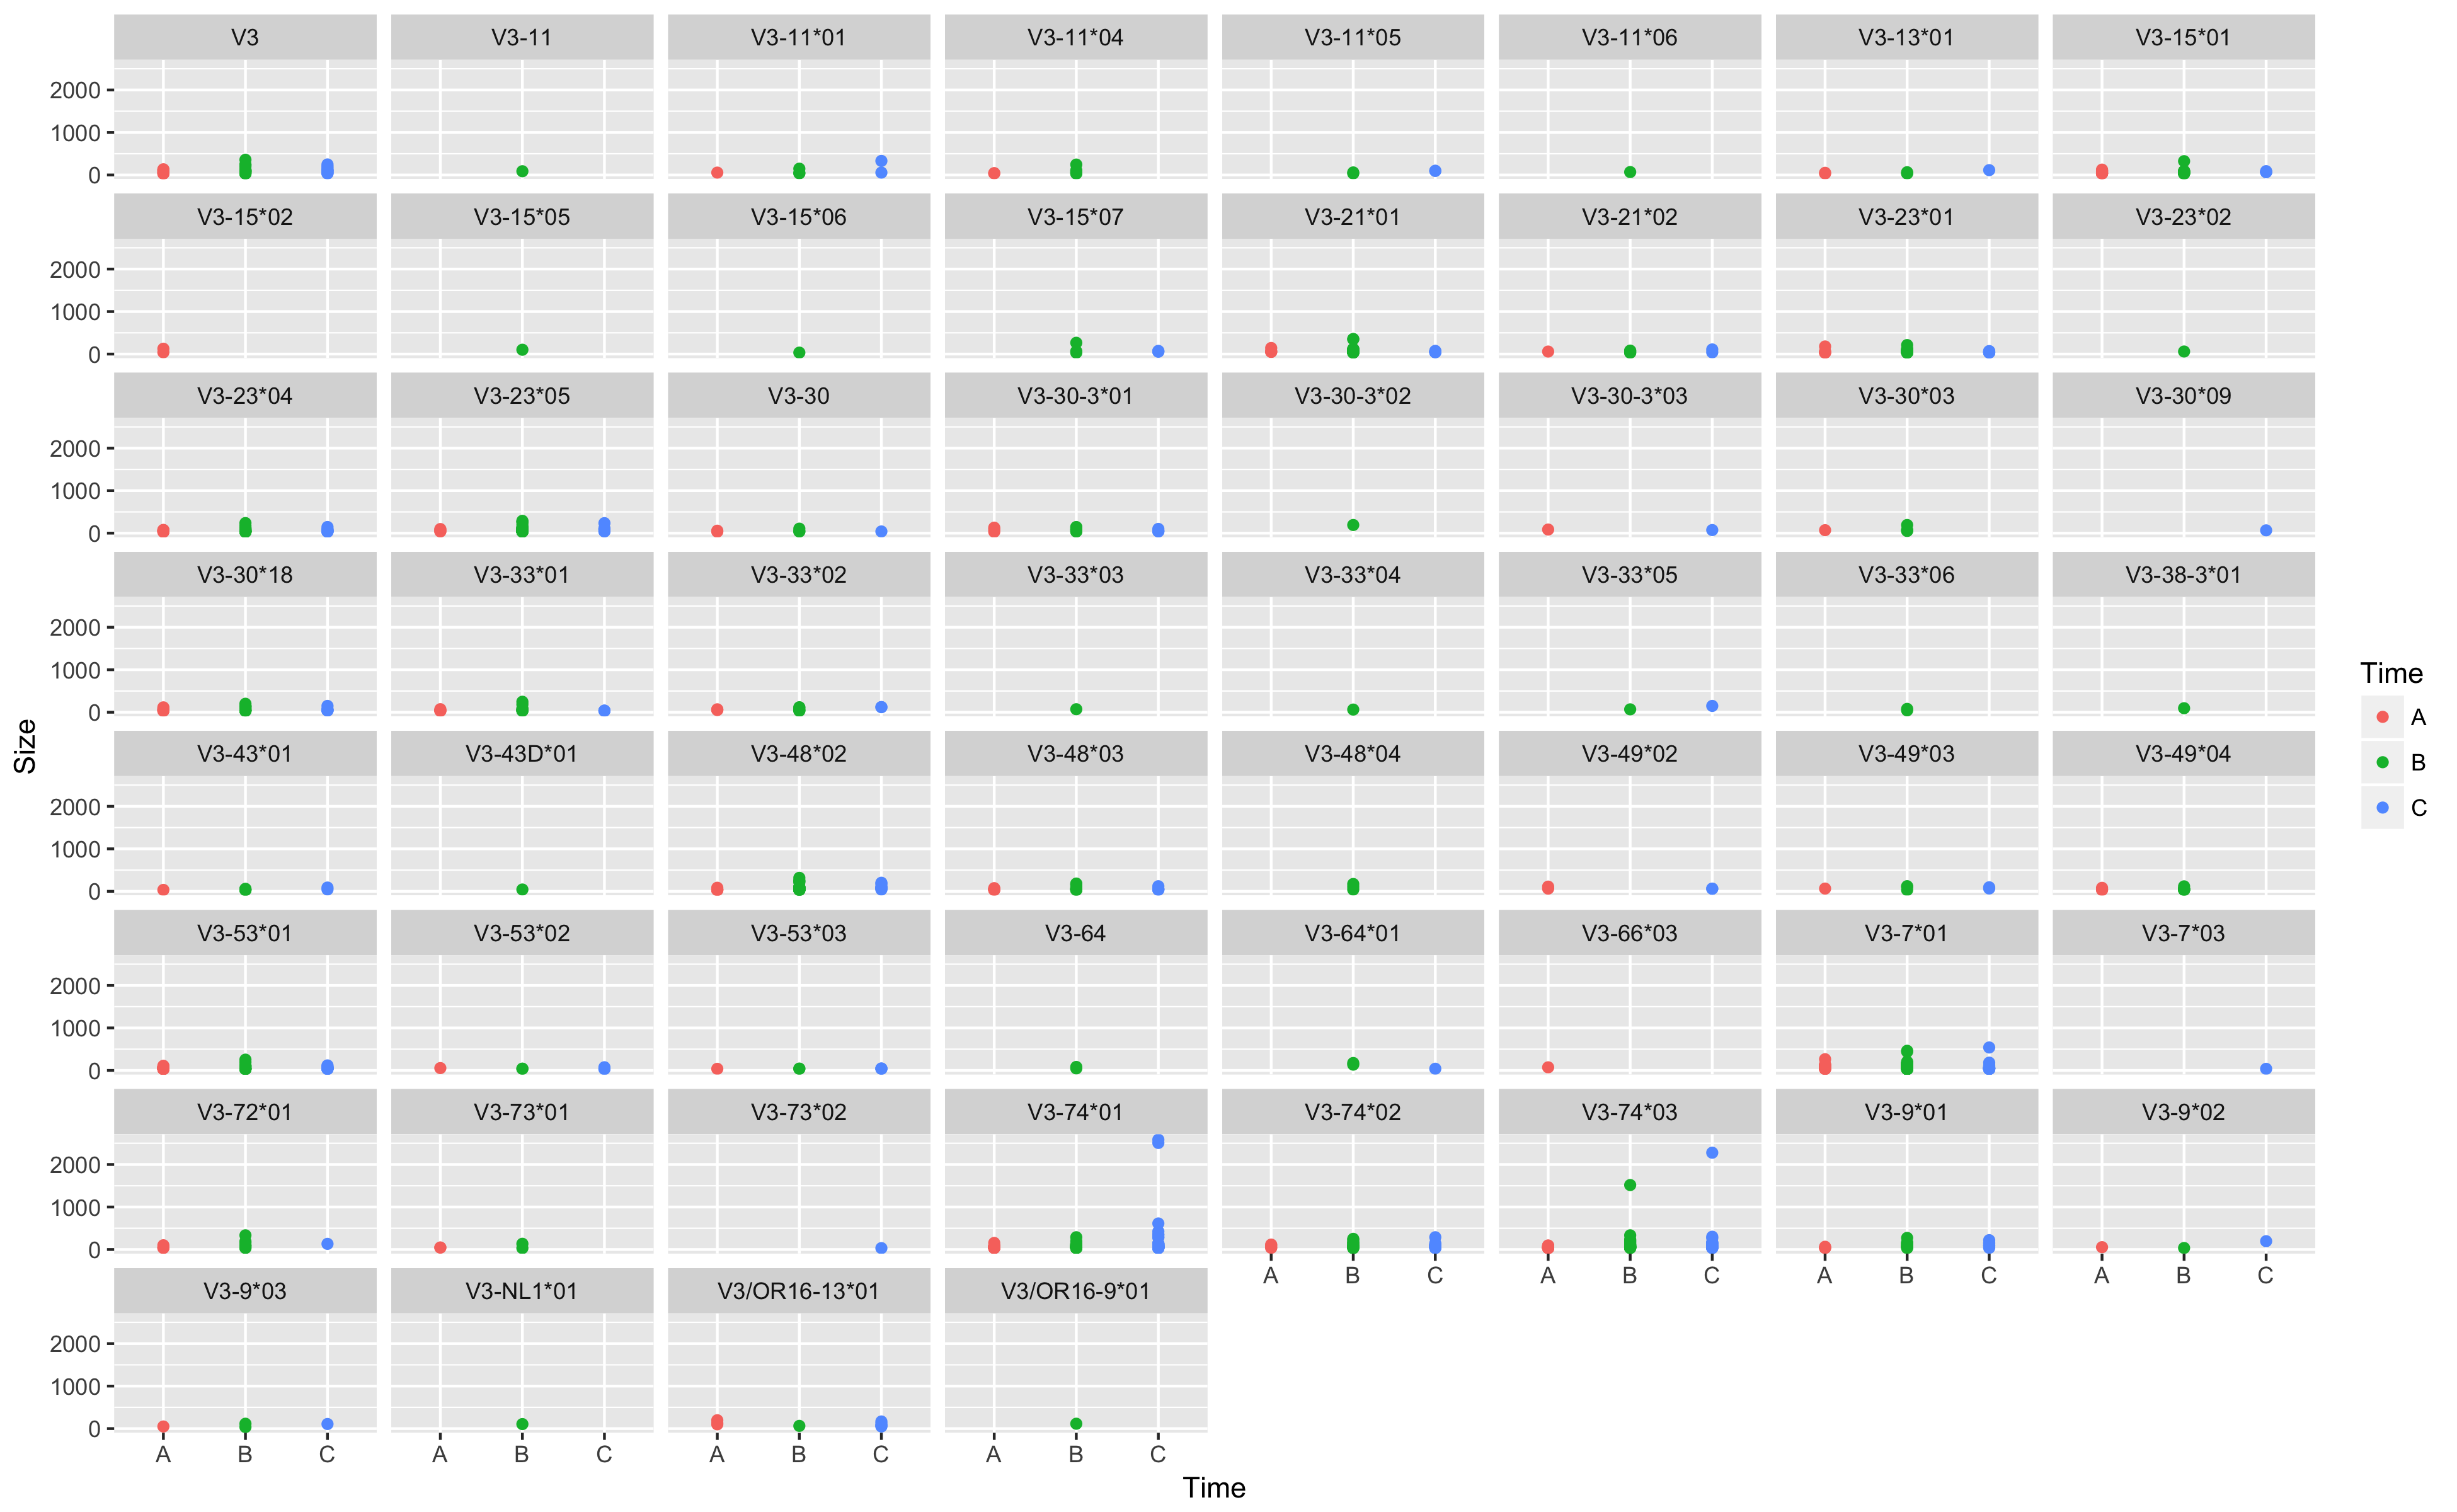 V3 V3-11 V3-11*01 V3-11*04 V3-11*05 V3-11*06 V3-13*01 V3-15*01
2000
1000
0
V3-15*02 V3-15*05 V3-15*06 V3-15*07 V3-21*01 V3-21*02 V3-23*01 V3-23*02
2000
1000
0
V3-23*04 V3-23*05 V3-30 V3-30-3*01 V3-30-3*02 V3-30-3*03 V3-30*03 V3-30*09
2000
1000
0
V3-30*18 V3-33*01 V3-33*02 V3-33*03 V3-33*04 V3-33*05 V3-33*06 V3-38-3*01
2000
1000
0
Size
V3-43*01 V3-43D*01 V3-48*02 V3-48*03 V3-48*04 V3-49*02 V3-49*03 V3-49*04
2000
1000
0
V3-53*01 V3-53*02 V3-53*03 V3-64 V3-64*01 V3-66*03 V3-7*01 V3-7*03
2000
1000
0
V3-72*01 V3-73*01 V3-73*02 V3-74*01 V3-74*02 V3-74*03 V3-9*01 V3-9*02
2000
1000
0
A B C A B C A B C A B C
V3-9*03 V3-NL1*01 V3/OR16-13*01 V3/OR16-9*01
2000
1000
0
A B C A B C A B C A B C
Time
Time
A
B
C